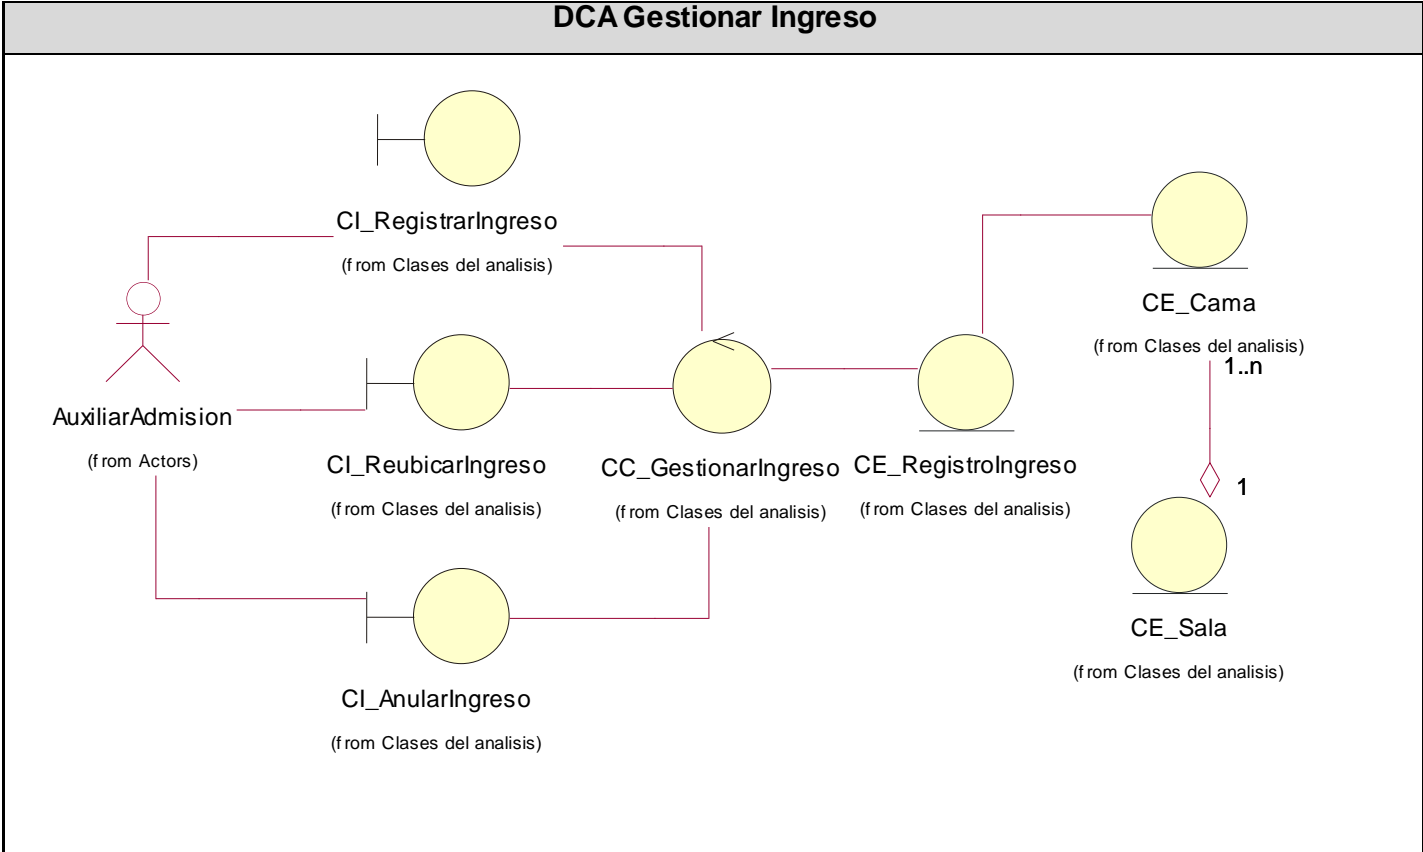 DCA Gestionar Ingreso
CI_RegistrarIngreso
(from Clases del analisis)
CE_Cama
(from Clases del analisis)
1..n
AuxiliarAdmision
(from Actors)
CI_ReubicarIngreso
(from Clases del analisis)
CC_GestionarIngreso
(from Clases del analisis)
CE_RegistroIngreso
(from Clases del analisis)
1
CE_Sala
(from Clases del analisis)
CI_AnularIngreso
(from Clases del analisis)